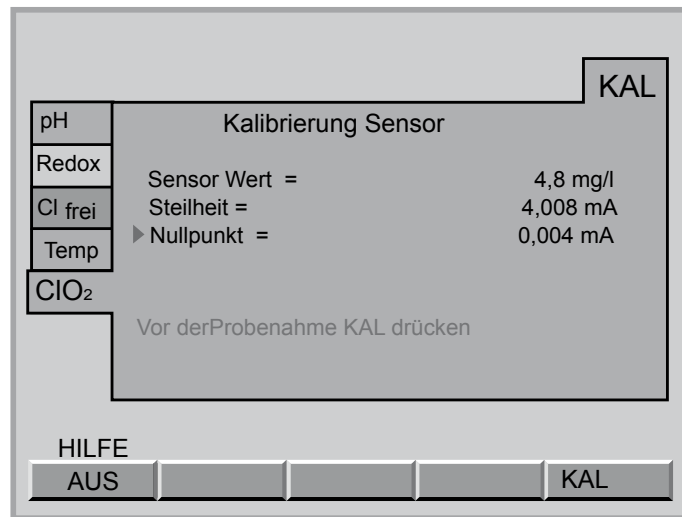 KAL
pH
Kalibrierung Sensor
Redox
Sensor Wert = 4,8 mg/l
Cl frei
Steilheit = 4,008 mA
Nullpunkt = 0,004 mA
Temp
ClO₂
Vor derProbenahme KAL drücken
HILFE
AUS KAL